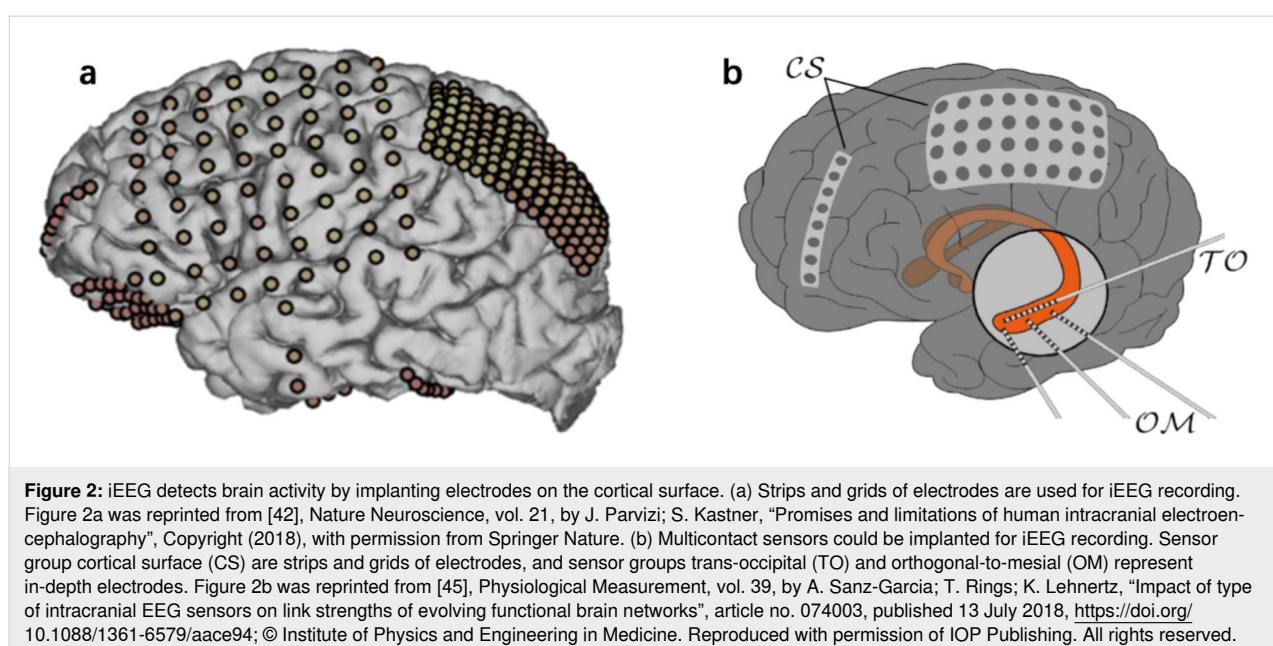 a
b
CS
TO
OM
Figure 2: iEEG detects brain activity by implanting electrodes on the cortical surface. (a) Strips and grids of electrodes are used for iEEG recording.
Figure 2a was reprinted from [42], Nature Neuroscience, vol. 21, by J. Parvizi; S. Kastner, “Promises and limitations of human intracranial electroen-
cephalography”, Copyright (2018), with permission from Springer Nature. (b) Multicontact sensors could be implanted for iEEG recording. Sensor
group cortical surface (CS) are strips and grids of electrodes, and sensor groups trans-occipital (TO) and orthogonal-to-mesial (OM) represent
in-depth electrodes. Figure 2b was reprinted from [45], Physiological Measurement, vol. 39, by A. Sanz-Garcia; T. Rings; K. Lehnertz, “Impact of type
of intracranial EEG sensors on link strengths of evolving functional brain networks”, article no. 074003, published 13 July 2018, https://doi.org/
10.1088/1361-6579/aace94; © Institute of Physics and Engineering in Medicine. Reproduced with permission of IOP Publishing. All rights reserved.